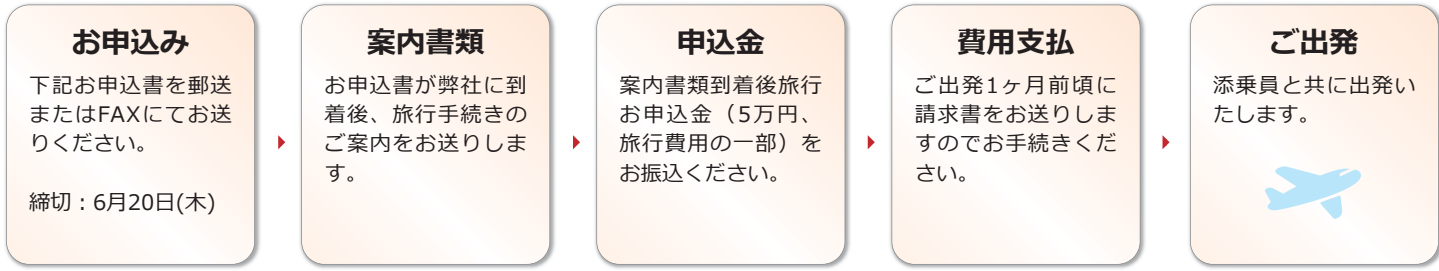 お申込み
下記お申込書を郵送
またはFAXにてお送
りください。
締切：6月20日(木)
案内書類
お申込書が弊社に到
着後、旅行手続きの
ご案内をお送りしま
す。
申込金
案内書類到着後旅行
お申込金（5万円、
旅行費用の一部）を
お振込ください。
費用支払
ご出発1ヶ月前頃に
請求書をお送りしま
すのでお手続きくだ
さい。
ご出発
添乗員と共に出発い
たします。